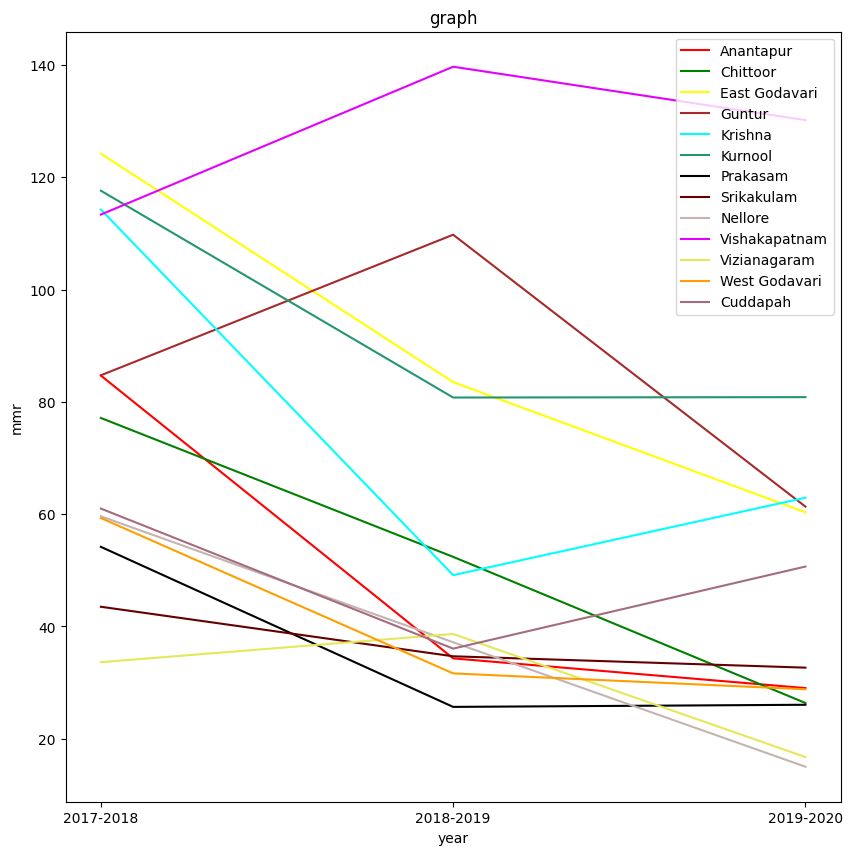 graph
140
120
100
80
60
40
20
mmr
2017-2018
2018-2019
2019-2020
year
Anantapur
Chittoor
East Godavari
Guntur
Krishna
Kurnool
Prakasam
Srikakulam
Nellore
Vishakapatnam
Vizianagaram
West Godavari
Cuddapah